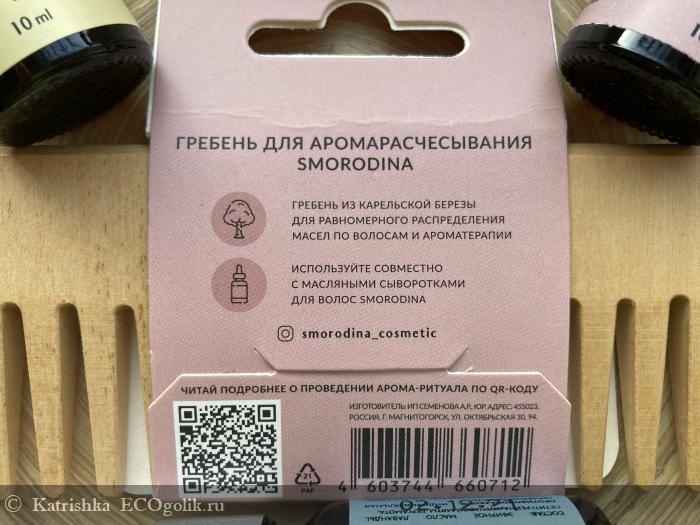 10 ml
ГРЕБЕНЬ ДЛЯ АРОМАРАСЧЕСЫВАНИЯ
SMORODINA
ГРЕБЕНЬ ИЗ КАРЕЛЬСКОЙ БЕРЕЗЫ
ДЛЯ РАВНОМЕРНОГО РАСПРЕДЕЛЕНИЯ
МАСЕЛ ПО ВОЛОСАМ И АРОМАТЕРАПИИ
ИСПОЛЬЗУЙТЕ СОВМЕСТНО
С МАСЛЯНЫМИ СЫВОРОТКАМИ
ДЛЯ ВОЛОС SMORODINA
smorodina_cosmetic
ЧИТАЙ ПОДРОБНЕЕ О ПРОВЕДЕНИИ АРОМА-РИТУАЛА ПО QR-КОДУ
ИЗГОТОВИТЕЛЬ: ИП СЕМЕНОВА А.Р., ЮР. АДРЕС: 455023,
РОССИЯ, Г. МАГНИТОГОРСК, УЛ. ОКТЯБРЬСКАЯ 30, 94.
21
PAP
4 603744 660712
© Katrishka ECOgolik.ru